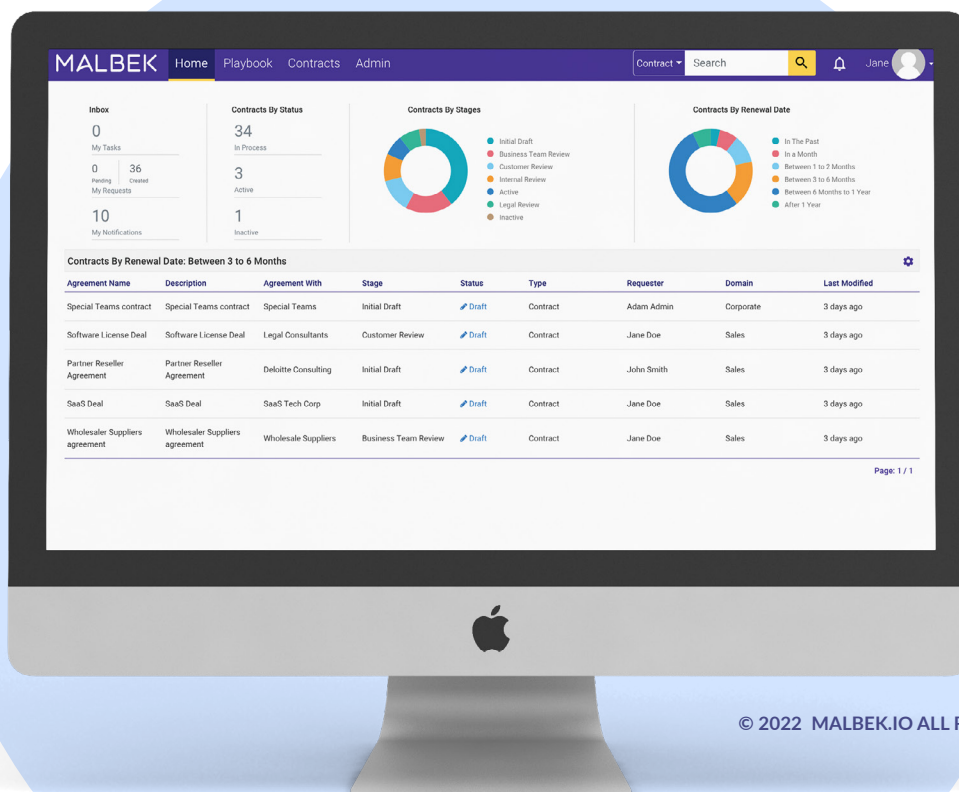 MALBEK
Home Playbook Contracts Admin
Contract Search
Jane
Inbox
0
My Tasks
0 36
Pending Created
My Requests
10
My Notifications
Contracts By Status
34
In Process
3
Active
1
Inactive
Contracts By Stages
Initial Draft
Business Team Review
Customer Review
Internal Review
Active
Legal Review
Inactive
Contracts By Renewal Date
In The Past
In a Month
Between 1 to 2 Months
Between 3 to 6 Months
Between 6 Months to 1 Year
After 1 Year
Contracts By Renewal Date: Between 3 to 6 Months
Agreement Name Description Agreement With Stage Status Type Requester Domain Last Modified
Special Teams contract Special Teams contract Special Teams Initial Draft Draft Contract Adam Admin Corporate 3 days ago
Software License Deal Software License Deal Legal Consultants Customer Review Draft Contract Jane Doe Sales 3 days ago
Partner Reseller Partner Reseller
Agreement Agreement Deloitte Consulting Initial Draft Draft Contract John Smith Sales 3 days ago
SaaS Deal SaaS Deal SaaS Tech Corp Initial Draft Draft Contract Jane Doe Sales 3 days ago
Wholesaler Suppliers Wholesaler Suppliers
agreement agreement Wholesale Suppliers Business Team Review Draft Contract Jane Doe Sales 3 days ago
Page: 1 / 1
© 2022 MALBEK.IO ALL